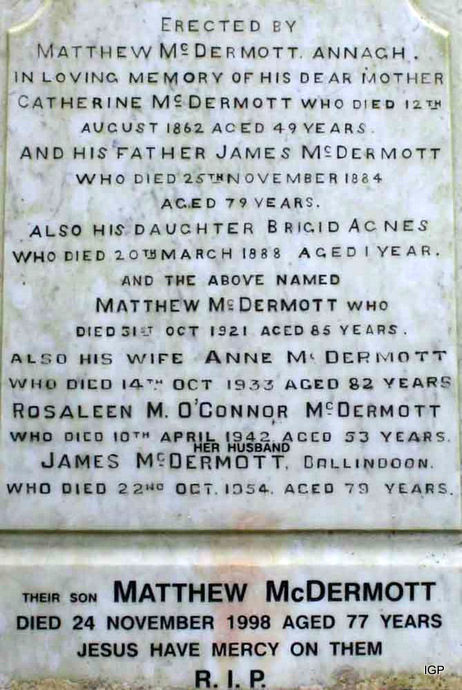 ERECTED BY
MATTHEW McDERMOTT. ANNAGH.
IN LOVING MEMORY OF HIS DEAR MOTHER
CATHERINE McDERMOTT WHO DIED 12TH
AUGUST 1862 AGED 49 YEARS.
AND HIS FATHER JAMES McDERMOTT
WHO DIED 25TH NOVEMBER 1884
AGED 79 YEARS.
ALSO HIS DAUGHTER BRIGID AGNES
WHO DIED 20TH MARCH 1888 AGED 1 YEAR.
AND THE ABOVE NAMED
MATTHEW McDERMOTT WHO
DIED 31ST OCT 1921 AGED 85 YEARS.
ALSO HIS WIFE ANNE McDERMOTT
WHO DIED 14TH OCT 1933 AGED 82 YEARS
ROSALEEN M. O'CONNOR McDERMOTT
WHO DIED 10TH APRIL 1942 AGED 53 YEARS.
HER HUSBAND
JAMES McDERMOTT, BALLINDOON.
WHO DIED 22ND OCT. 1954. AGED 79 YEARS.
THEIR SON MATTHEW McDERMOTT
DIED 24 NOVEMBER 1998 AGED 77 YEARS
JESUS HAVE MERCY ON THEM
R.I.P.
IGP